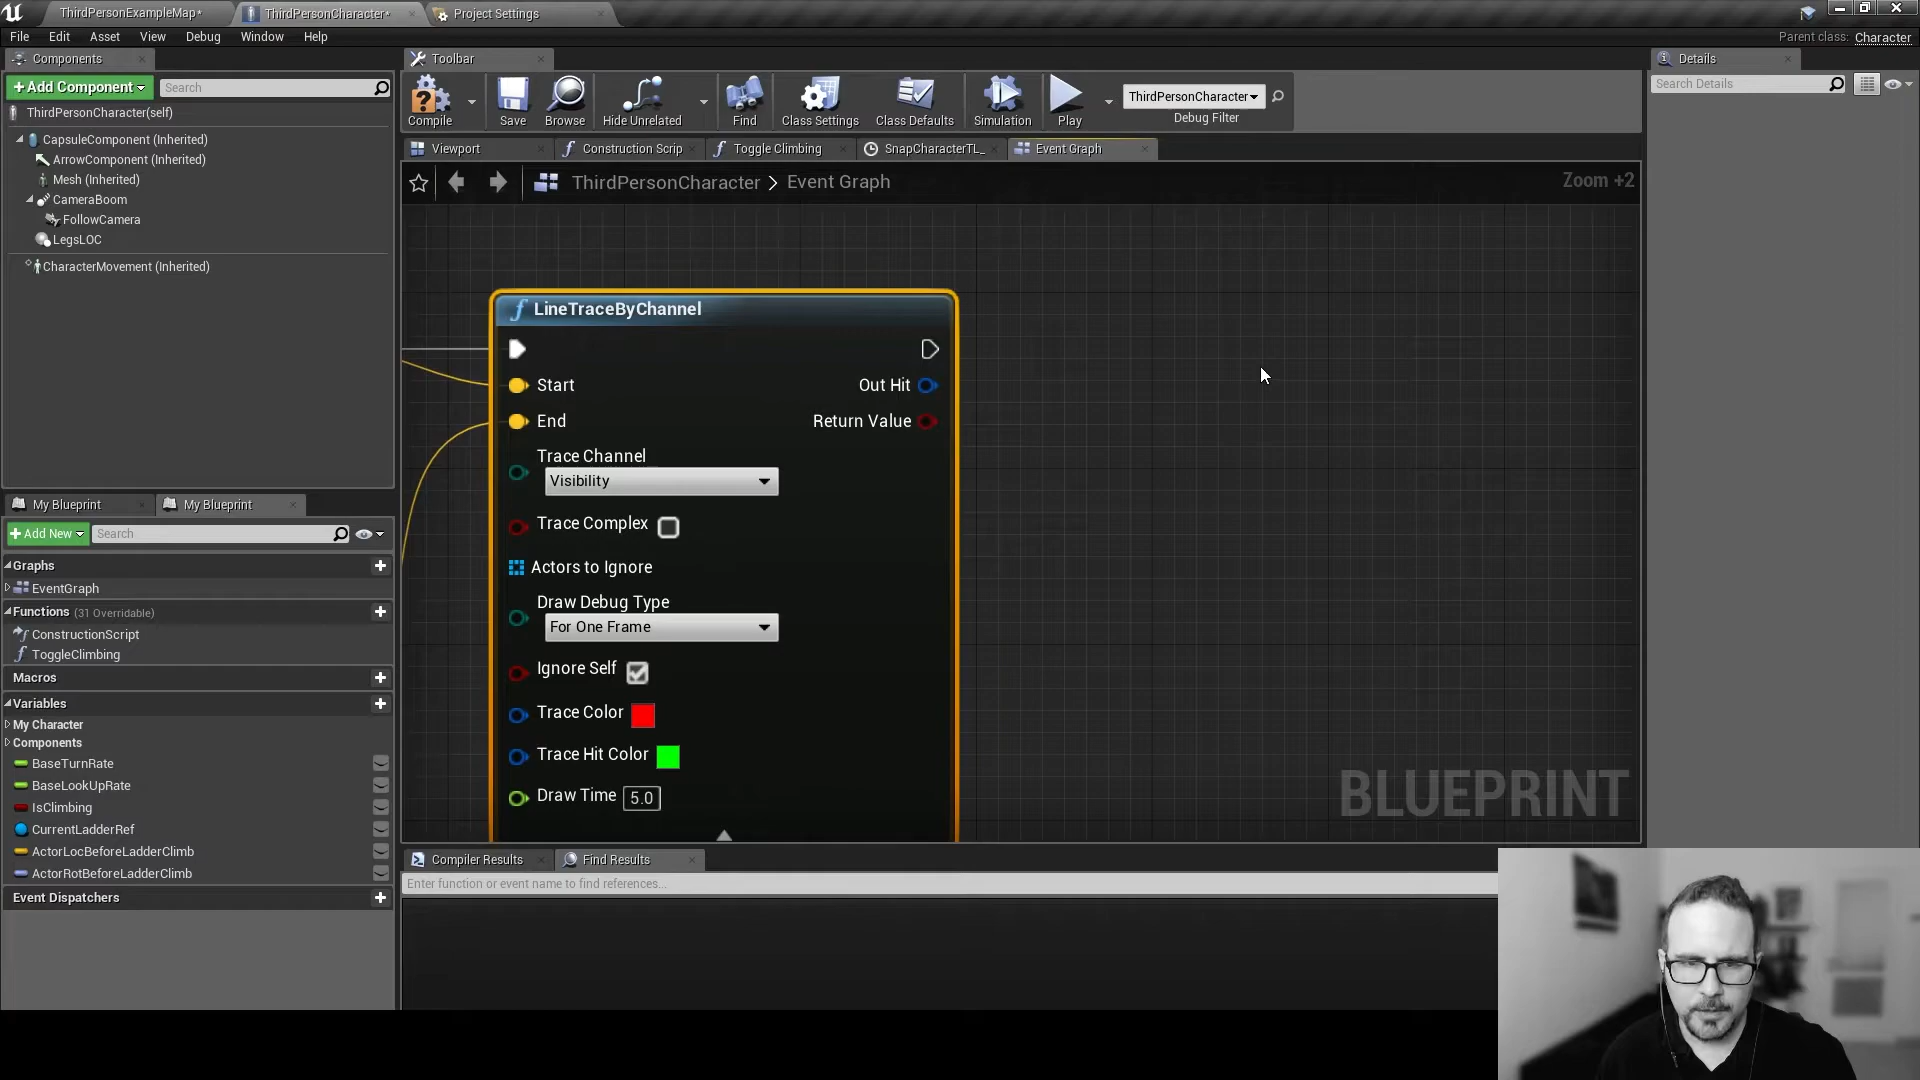 ThirdPersonExampleMap*
ThirdPersonCharacter*
Project Settings
File Edit Asset View Debug Window Help
Parent class: Character
Components
Toolbar
Details
+Add Component
Search
Search Details
ThirdPersonCharacter(self)
CapsuleComponent (Inherited)
ArrowComponent (Inherited)
Mesh (Inherited)
CameraBoom
FollowCamera
LegsLOC
CharacterMovement (Inherited)
Compile Save Browse Hide Unrelated Find Class Settings Class Defaults Simulation Play
ThirdPersonCharacter
Debug Filter
Viewport
Construction Scrip
Toggle Climbing
SnapCharacterTL_
Event Graph
ThirdPersonCharacter > Event Graph
Zoom +2
LineTraceByChannel
Start
Out Hit
End
Return Value
Trace Channel
Visibility
Trace Complex
Actors to Ignore
Draw Debug Type
For One Frame
Ignore Self
Trace Color
Trace Hit Color
Draw Time 5.0
BLUEPRINT
My Blueprint
My Blueprint
+Add New
Search
Graphs
EventGraph
Functions (31 Overridable)
ConstructionScript
ToggleClimbing
Macros
Variables
My Character
Components
BaseTurnRate
BaseLookUpRate
IsClimbing
CurrentLadderRef
ActorLocBeforeLadderClimb
ActorRotBeforeLadderClimb
Event Dispatchers
Compiler Results
Find Results
Enter function or event name to find references...